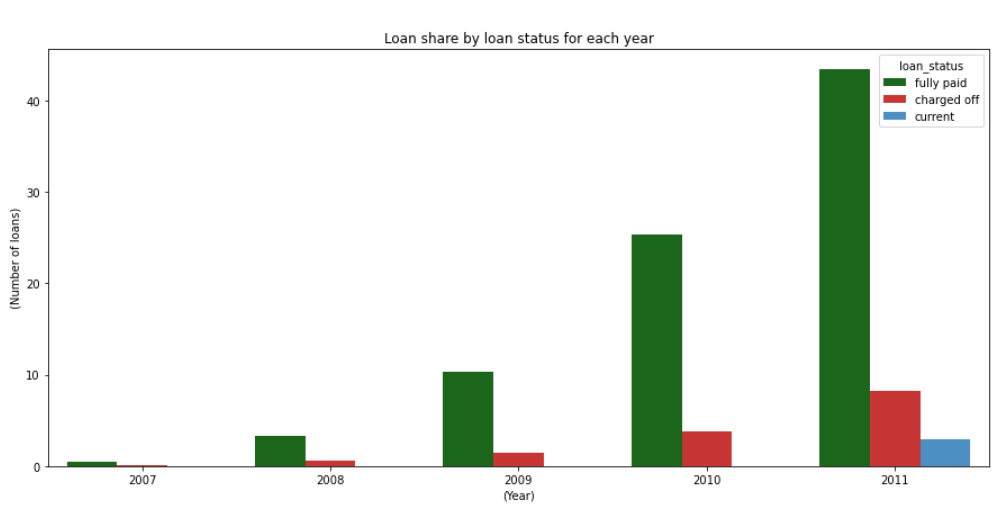 Loan share by loan status for each year
loan_status
fully paid
charged off
current
(Number of loans)
40
30
20
10
0
2007 2008 2009 2010 2011
(Year)